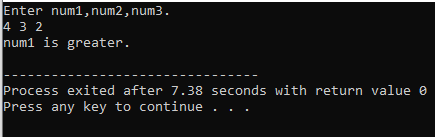 Enter num1,num2,num3.
4 3 2
num1 is greater.
--------------------------------
Process exited after 7.38 seconds with return value 0
Press any key to continue . . .